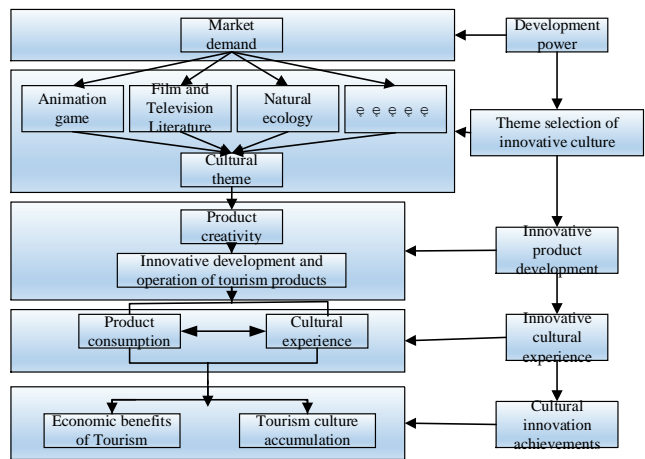 Market
demand
Development
power
Animation
game
Film and
Television
Literature
Natural
ecology
Theme selection of
innovative culture
Cultural
theme
Product
creativity
Innovative development and
operation of tourism products
Innovative
product
development
Product
consumption
Cultural
experience
Innovative cultural
experience
Economic benefits
of Tourism
Tourism culture
accumulation
Cultural
innovation
achievements